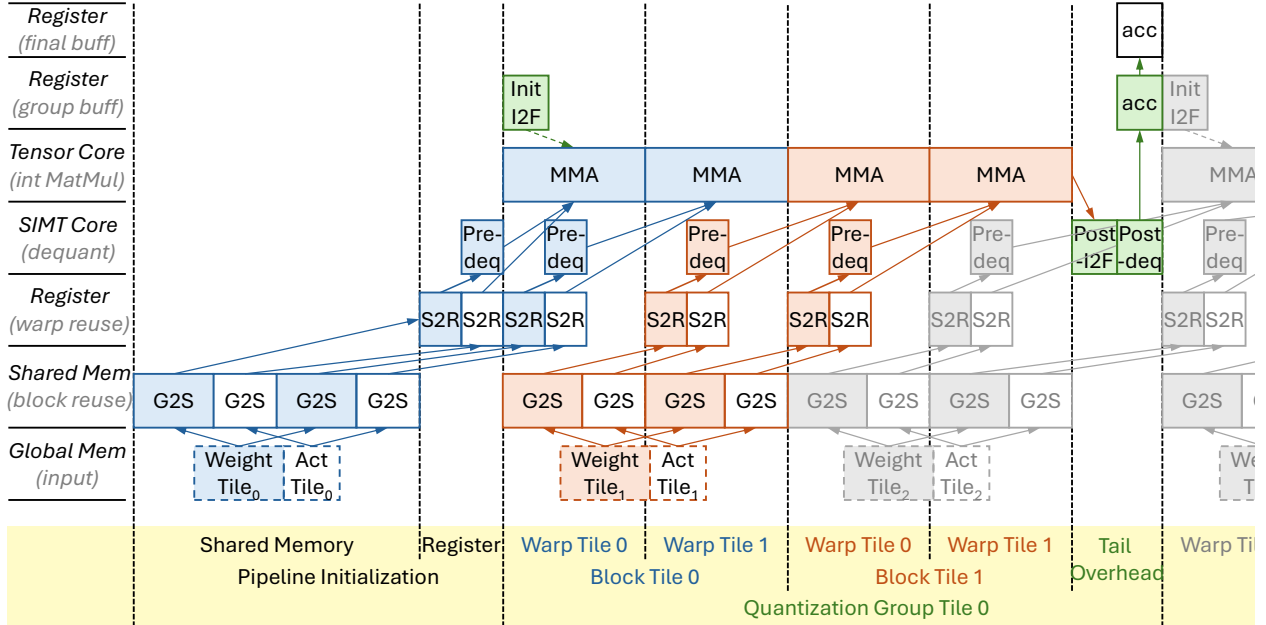 Register
(final buff)
acc
Register
(group buff)
Init
I2F
acc
Init
I2F
Tensor Core
(int MatMul)
MMA
MMA
MMA
MMA
MMA
SIMT Core
(dequant)
Pre-
deq
Pre-
deq
Pre-
deq
Pre-
deq
Pre-
deq
Post
-I2F
Post
-deq
Pre-
deq
Register
(warp reuse)
S2R
S2R
S2R
S2R
S2R
S2R
S2R
S2R
S2R
S2R
S2R
S2R
Shared Mem
(block reuse)
G2S
G2S
G2S
G2S
G2S
G2S
G2S
G2S
G2S
G2S
G2S
G2S
G2S
Global Mem
(input)
Weight
Tile0
Act
Tile0
Weight
Tile1
Act
Tile1
Weight
Tile2
Act
Tile2
Shared Memory
Register
Pipeline Initialization
Warp Tile 0
Warp Tile 1
Block Tile 0
Warp Tile 0
Warp Tile 1
Block Tile 1
Tail
Overhead
Warp Til
Quantization Group Tile 0